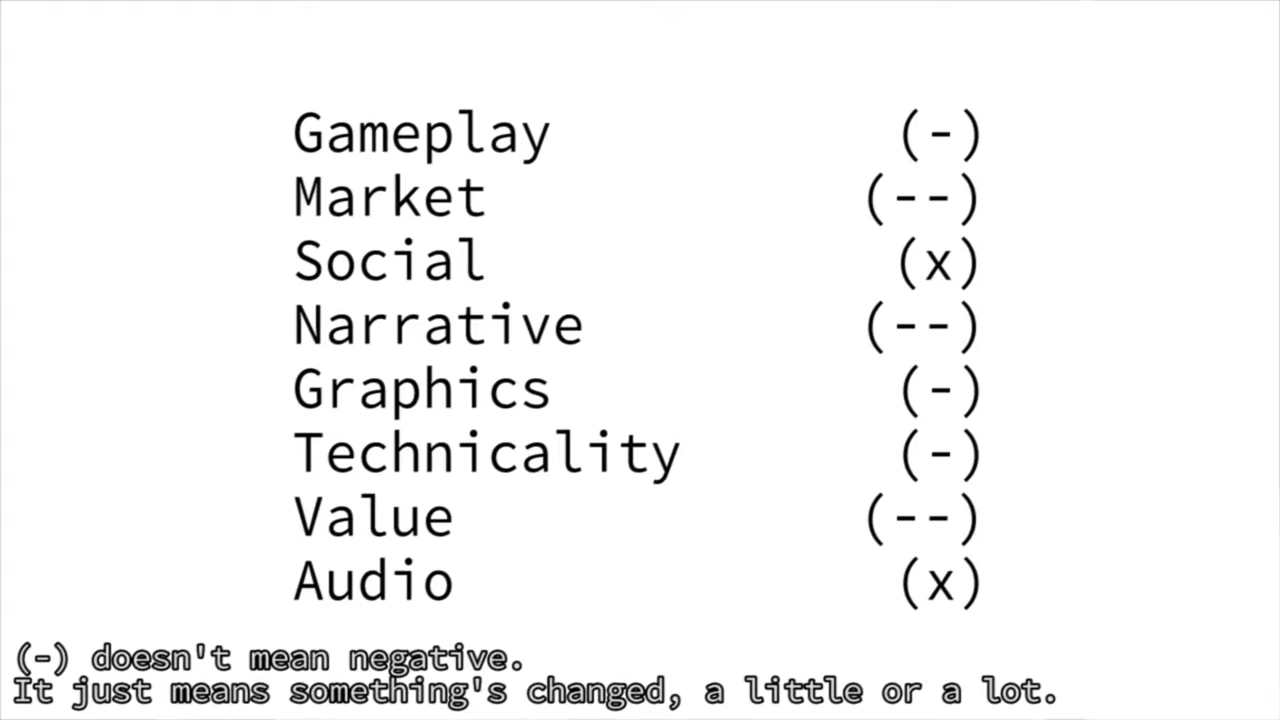 Gameplay (-)
Market (--)
Social (x)
Narrative (--)
Graphics (-)
Technicality (-)
Value (--)
Audio (x)
(-) doesn't mean negative.
It just means something's changed, a little or a lot.